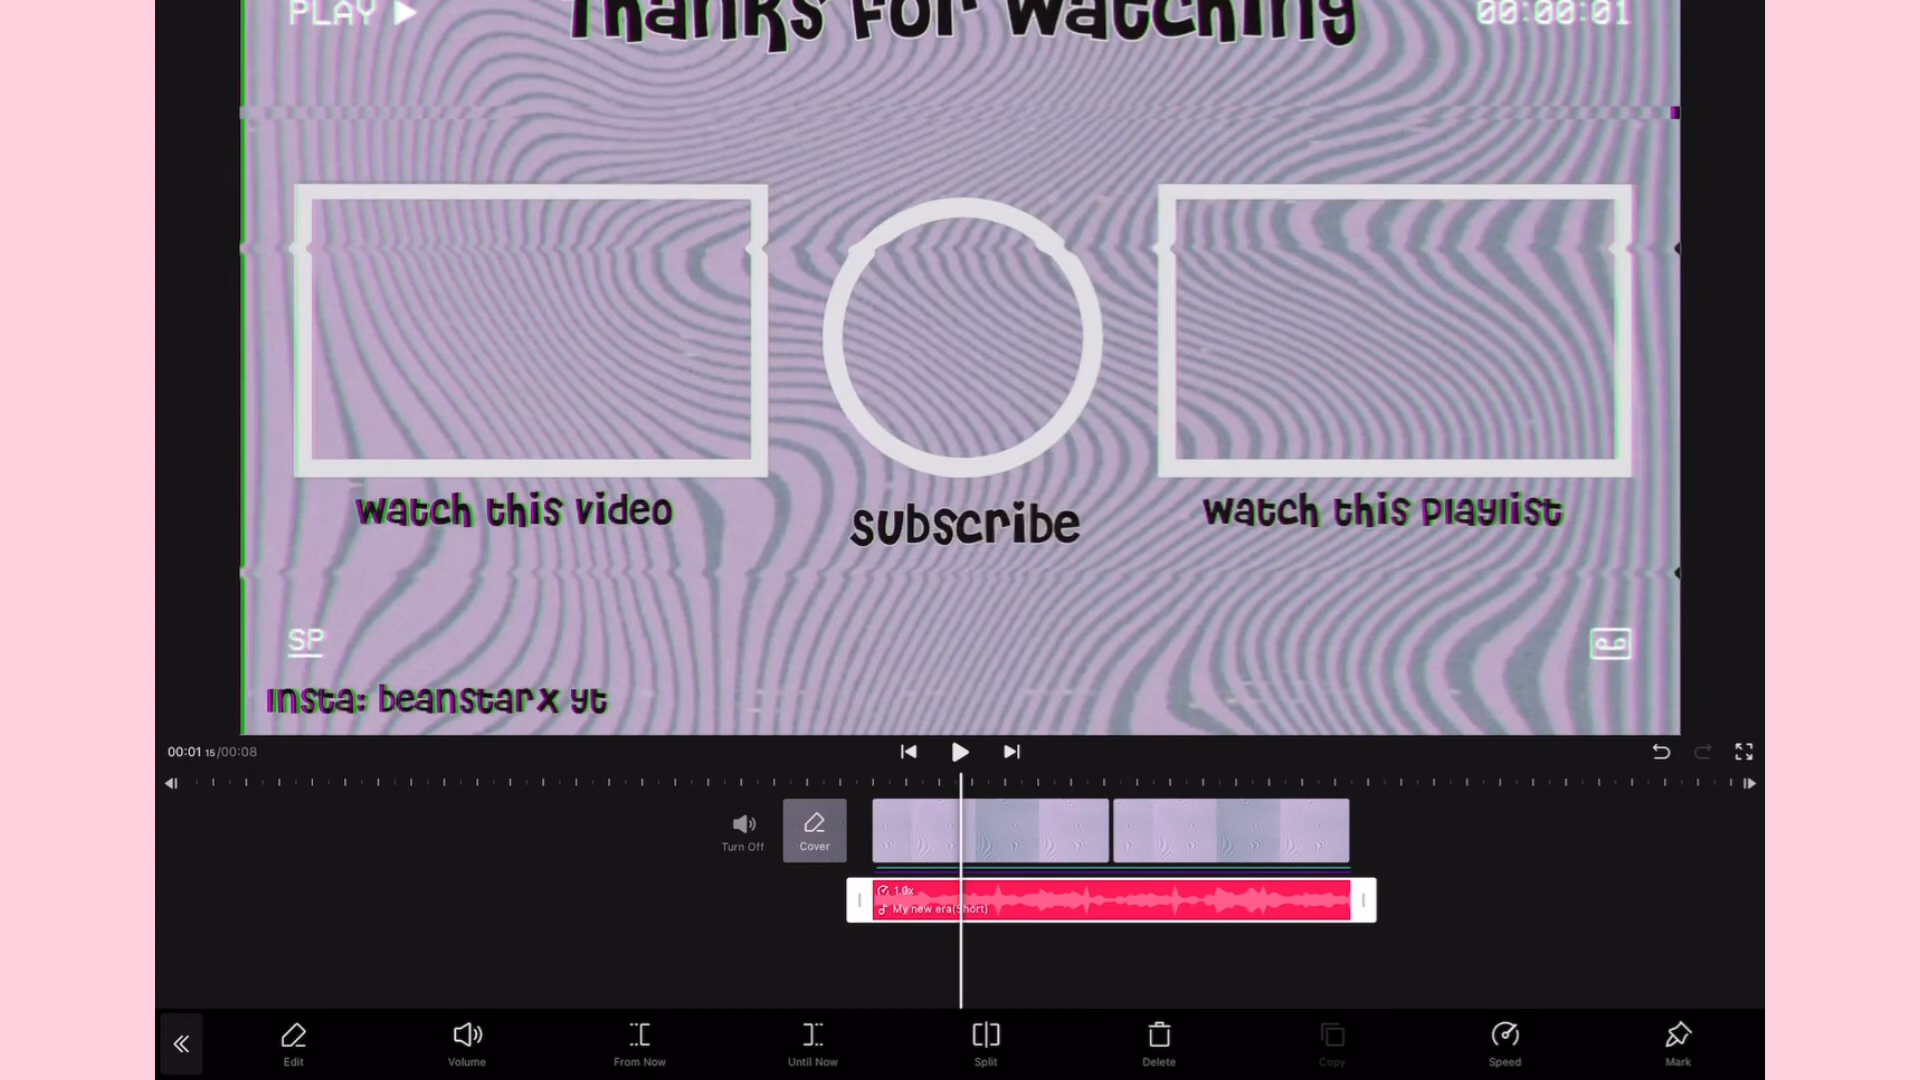 PLAY
Thanks for watching
00:00:01
watch this video
subscribe
watch this playlist
SP
Insta: beanstarx yt
00:01 15/00:08
Turn Off
Cover
1.0x
My new era(Short)
Edit
Volume
From Now
Until Now
Split
Delete
Copy
Speed
Mark